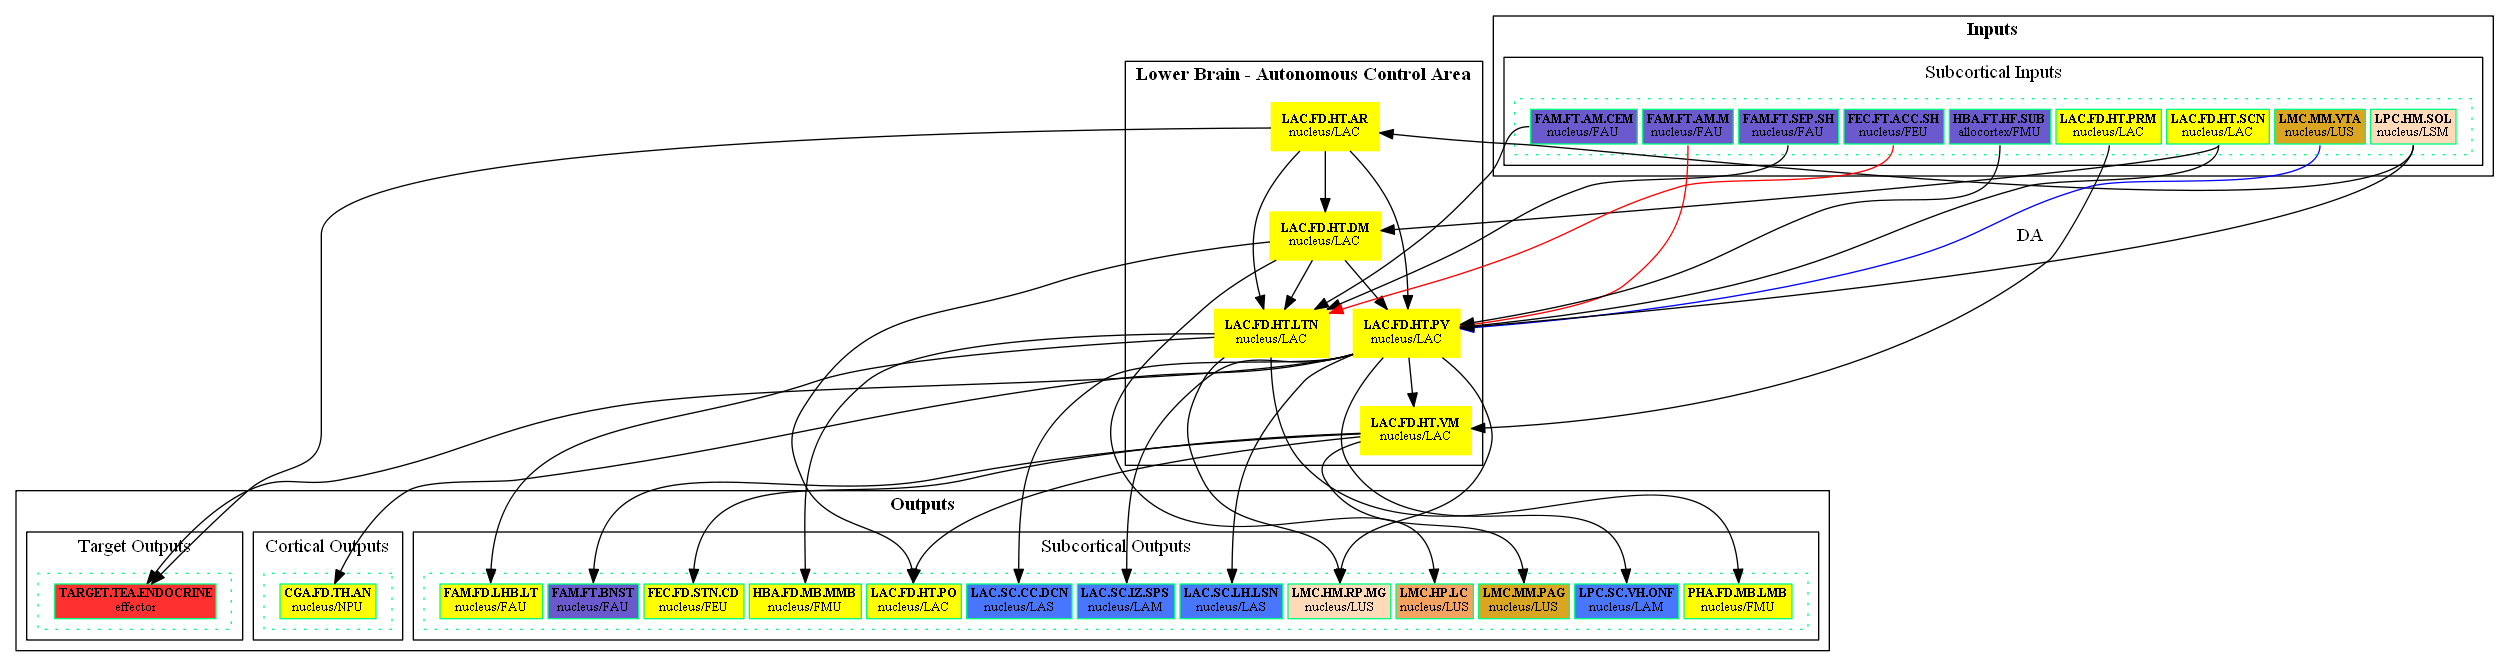 Inputs
Subcortical Inputs
FAM.FT.AM.CEM
nucleus/FAU
FAM.FT.AM.M
nucleus/FAU
FAM.FT.SEP.SH
nucleus/FAU
FEC.FT.ACC.SH
nucleus/FEU
HBA.FT.HF.SUB
allocortex/FMU
LAC.FD.HT.PRM
nucleus/LAC
LAC.FD.HT.SCN
nucleus/LAC
LMC.MM.VTA
nucleus/LUS
LPC.HM.SOL
nucleus/LSM
Lower Brain - Autonomous Control Area
LAC.FD.HT.AR
nucleus/LAC
LAC.FD.HT.DM
nucleus/LAC
DA
LAC.FD.HT.LTN
nucleus/LAC
LAC.FD.HT.PV
nucleus/LAC
LAC.FD.HT.VM
nucleus/LAC
Outputs
Target Outputs
TARGET.TEA.ENDOCRINE
effector
Cortical Outputs
CGA.FD.TH.AN
nucleus/NPU
Subcortical Outputs
FAM.FD.LHB.LT
nucleus/FAU
FAM.FT.BNST
nucleus/FAU
FEC.FD.STN.CD
nucleus/FEU
HBA.FD.MB.MMB
nucleus/FMU
LAC.FD.HT.PO
nucleus/LAC
LAC.SC.CC.DCN
nucleus/LAS
LAC.SC.IZ.SPS
nucleus/LAM
LAC.SC.LH.LSN
nucleus/LAS
LMC.HM.RP.MG
nucleus/LUS
LMC.HP.LC
nucleus/LUS
LMC.MM.PAG
nucleus/LUS
LPC.SC.VH.ONF
nucleus/LAM
PHA.FD.MB.LMB
nucleus/FMU